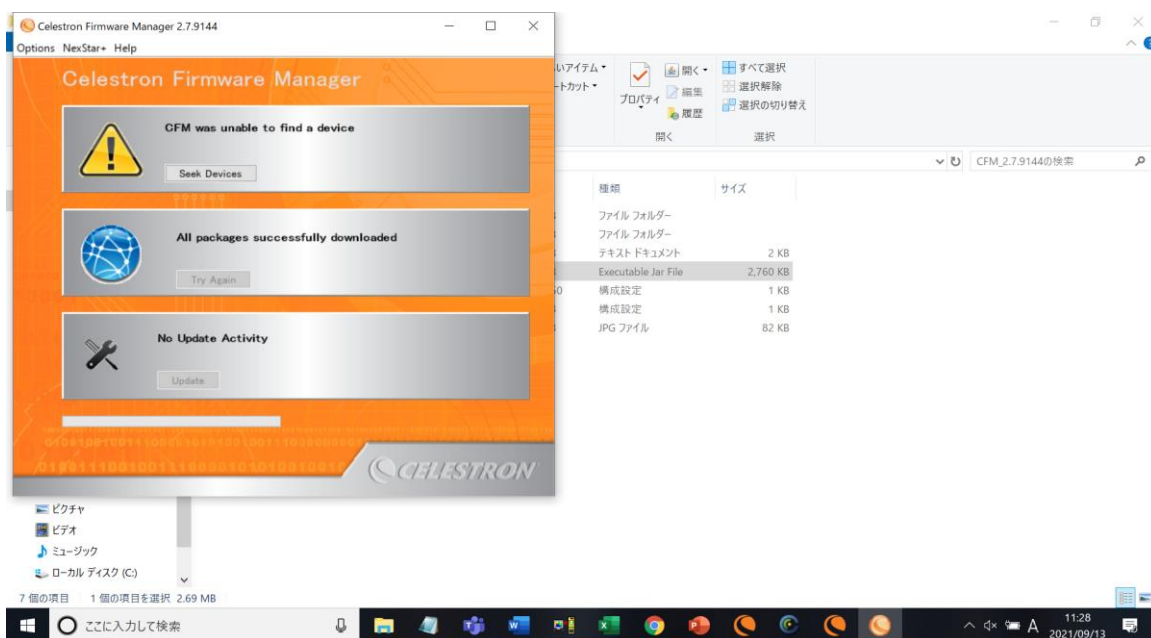 Celestron Firmware Manager 2.7.9144
Options NexStar+ Help
Celestron Firmware Manager
CFM was unable to find a device
Seek Devices
All packages successfully downloaded
Try Again
No Update Activity
Update
CELESTRON
いアイテム
ートカット
プロパティ
開く
編集
履歴
開く
すべて選択
選択解除
選択の切り替え
選択
CFM_2.7.9144の検索
種類 サイズ
ファイル フォルダー
ファイル フォルダー
テキスト ドキュメント 2 KB
Executable Jar File 2,760 KB
構成設定 1 KB
構成設定 1 KB
JPG ファイル 82 KB
ピクチャ
ビデオ
ミュージック
ローカル ディスク (C:)
7 個の項目 1 個の項目を選択 2.69 MB
ここに入力して検索
A
11:28
2021/09/13